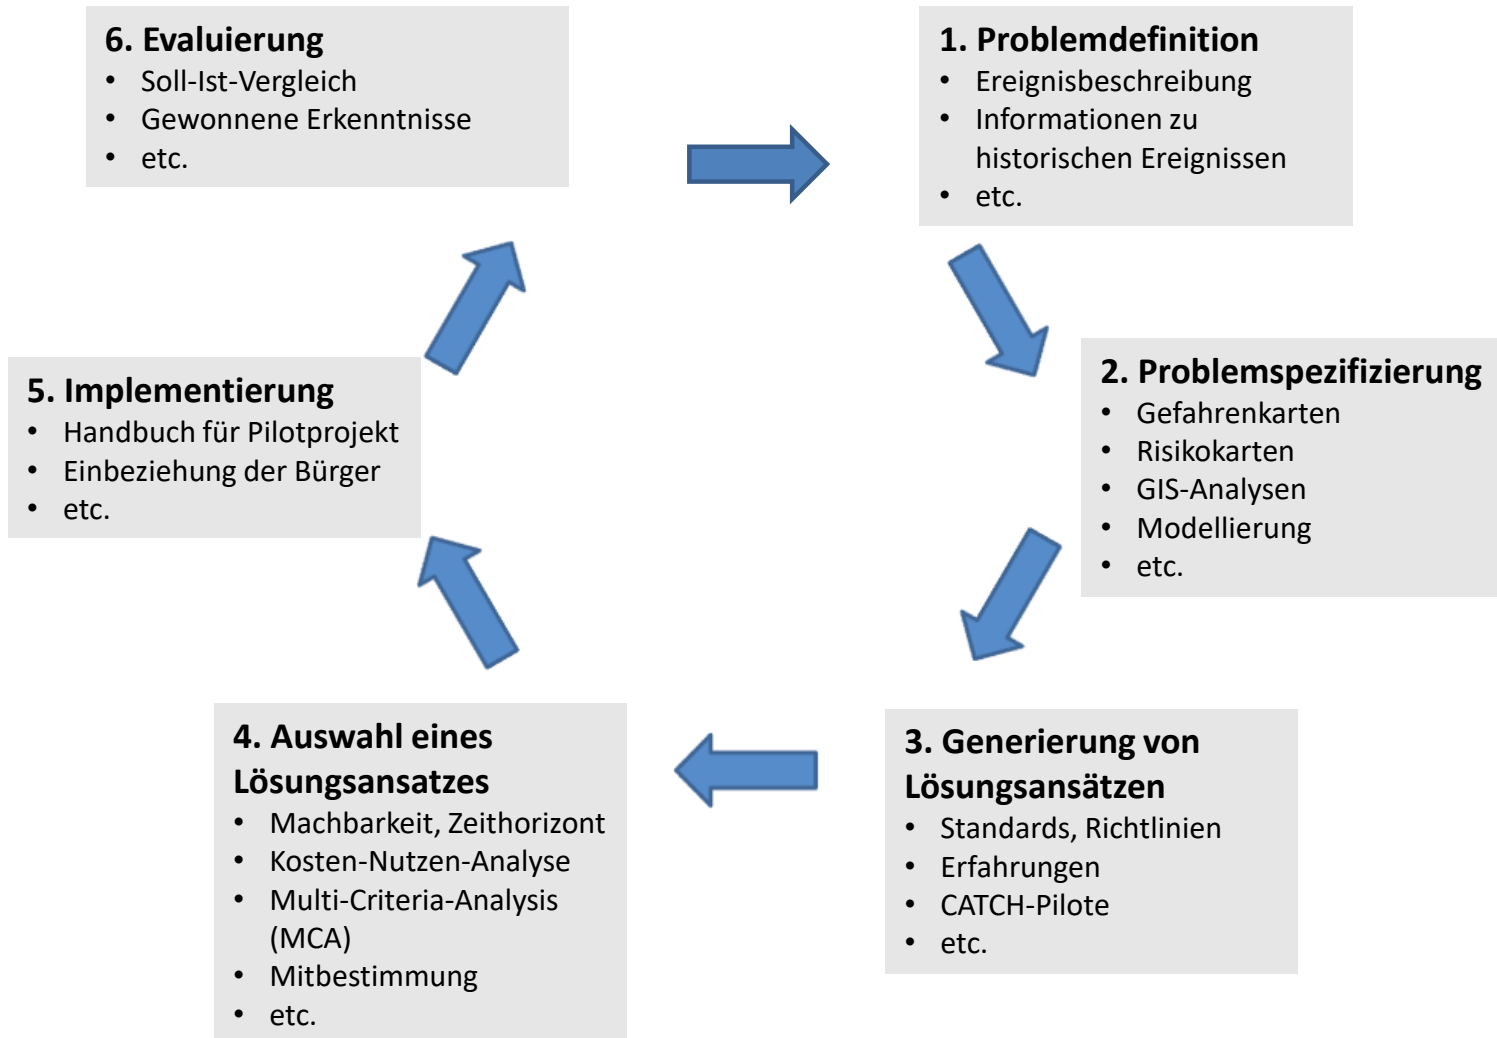 1. Problemdefinition
• Ereignisbeschreibung
• Informationen zu
historischen Ereignissen
• etc.
2. Problemspezifizierung
• Gefahrenkarten
• Risikokarten
• GIS-Analysen
• Modellierung
• etc.
3. Generierung von
Lösungsansätzen
• Standards, Richtlinien
• Erfahrungen
• CATCH-Pilote
• etc.
4. Auswahl eines
Lösungsansatzes
• Machbarkeit, Zeithorizont
• Kosten-Nutzen-Analyse
• Multi-Criteria-Analysis
(MCA)
• Mitbestimmung
• etc.
5. Implementierung
• Handbuch für Pilotprojekt
• Einbeziehung der Bürger
• etc.
6. Evaluierung
• Soll-Ist-Vergleich
• Gewonnene Erkenntnisse
• etc.